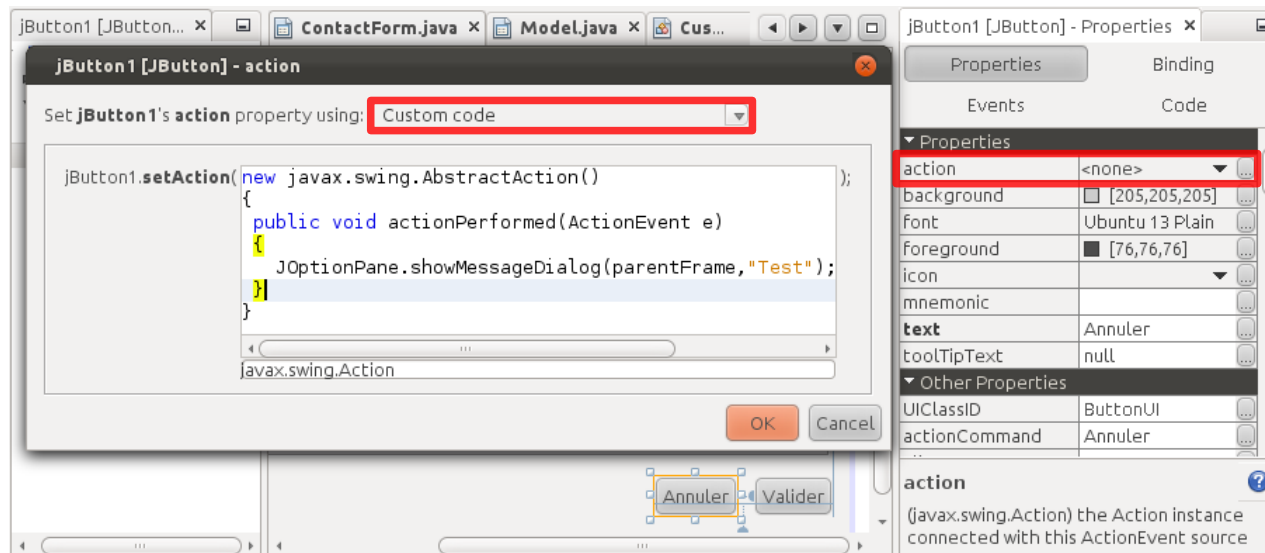 jButton1 [JButton...
ContactForm.java
Model.java
Cus...
jButton1 [JButton] - action
Set jButton1's action property using:
Custom code
jButton1.setAction(
new javax.swing.AbstractAction()
{
public void actionPerformed(ActionEvent e)
{
JOptionPane.showMessageDialog(parentFrame,"Test");
}
}
);
javax.swing.Action
OK
Cancel
Annuler
Valider
jButton1 [JButton] - Properties
Properties
Binding
Events
Code
Properties
action <none> ...
background [205,205,205] ...
font Ubuntu 13 Plain ...
foreground [76,76,76] ...
icon ...
mnemonic ...
text Annuler ...
toolTipText null ...
Other Properties
UIClassID ButtonUI ...
actionCommand Annuler ...
action
?
(javax.swing.Action) the Action instance
connected with this ActionEvent source